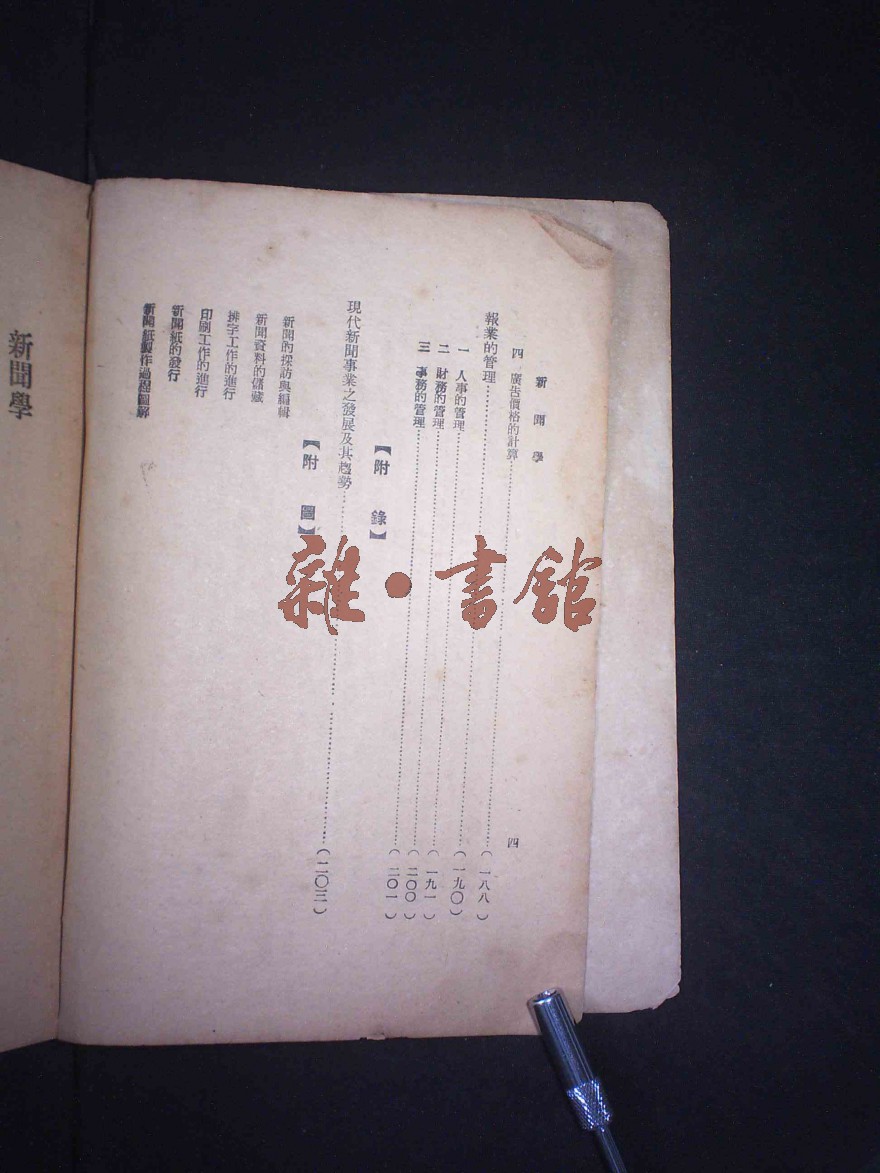 新聞學 四
四 廣告價格的計算……(一八八)
報業的管理……(一九〇)
一 人事的管理……(一九一)
二 財務的管理……(二〇〇)
三 事務的管理……(二〇一)
【附錄】
現代新聞事業之發展及其趨勢……(二〇三)
【附圖】
新聞的採訪與編輯
新聞資料的儲藏
排字工作的進行
印刷工作的進行
新聞紙的發行
新聞紙製作過程圖解
新聞學
雜·書館